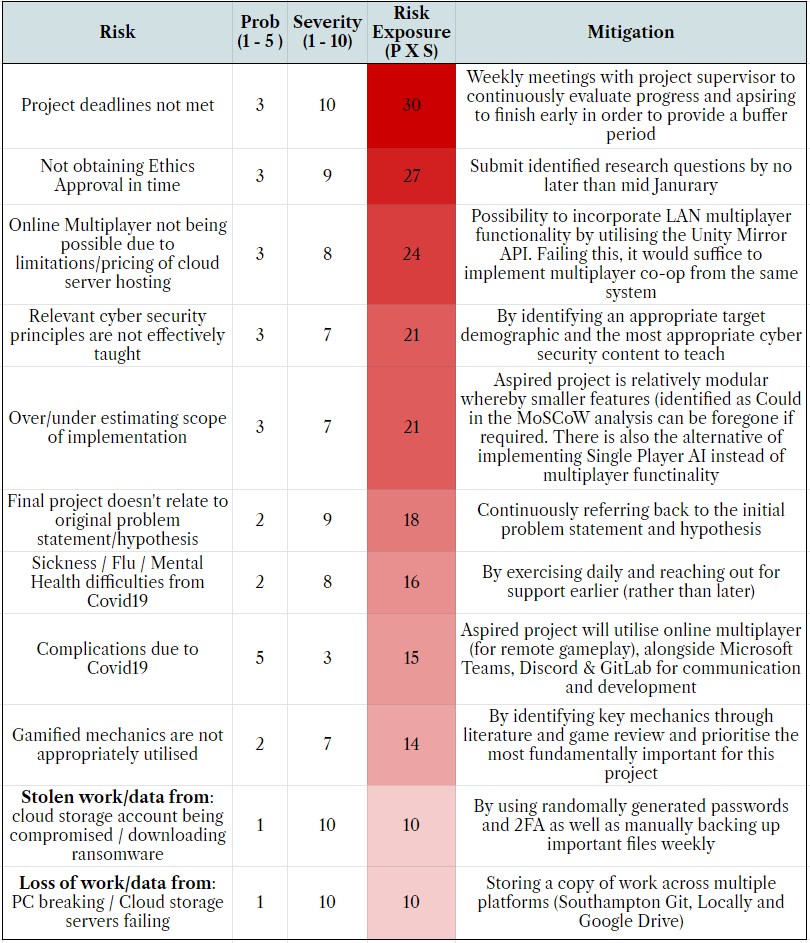 Risk
Prob
(1 - 5 )
Severity
(1 - 10)
Risk
Exposure
(P X S)
Mitigation
Project deadlines not met
3
10
30
Weekly meetings with project supervisor to
continuously evaluate progress and apsiring
to finish early in order to provide a buffer
period
Not obtaining Ethics
Approval in time
3
9
27
Submit identified research questions by no
later than mid Janurary
Online Multiplayer not being
possible due to
limitations/pricing of cloud
server hosting
3
8
24
Possibility to incorporate LAN multiplayer
functionality by utilising the Unity Mirror
API. Failing this, it would suffice to
implement multiplayer co-op from the same
system
Relevant cyber security
principles are not effectively
taught
3
7
21
By identifying an appropriate target
demographic and the most appropriate cyber
security content to teach
Over/under estimating scope
of implementation
3
7
21
Aspired project is relatively modular
whereby smaller features (identified as Could
in the MoSCoW analysis can be foregone if
required. There is also the alternative of
implementing Single Player AI instead of
multiplayer functinality
Final project doesn't relate to
original problem
statement/hypothesis
2
9
18
Continuously referring back to the initial
problem statement and hypothesis
Sickness / Flu / Mental
Health difficulties from
Covid19
2
8
16
By exercising daily and reaching out for
support earlier (rather than later)
Complications due to
Covid19
5
3
15
Aspired project will utilise online multiplayer
(for remote gameplay), alongside Microsoft
Teams, Discord & GitLab for communication
and development
Gamified mechanics are not
appropriately utilised
2
7
14
By identifying key mechanics through
literature and game review and prioritise the
most fundamentally important for this
project
Stolen work/data from:
cloud storage account being
compromised / downloading
ransomware
1
10
10
By using randomally generated passwords
and 2FA as well as manually backing up
important files weekly
Loss of work/data from:
PC breaking / Cloud storage
servers failing
1
10
10
Storing a copy of work across multiple
platforms (Southampton Git, Locally and
Google Drive)